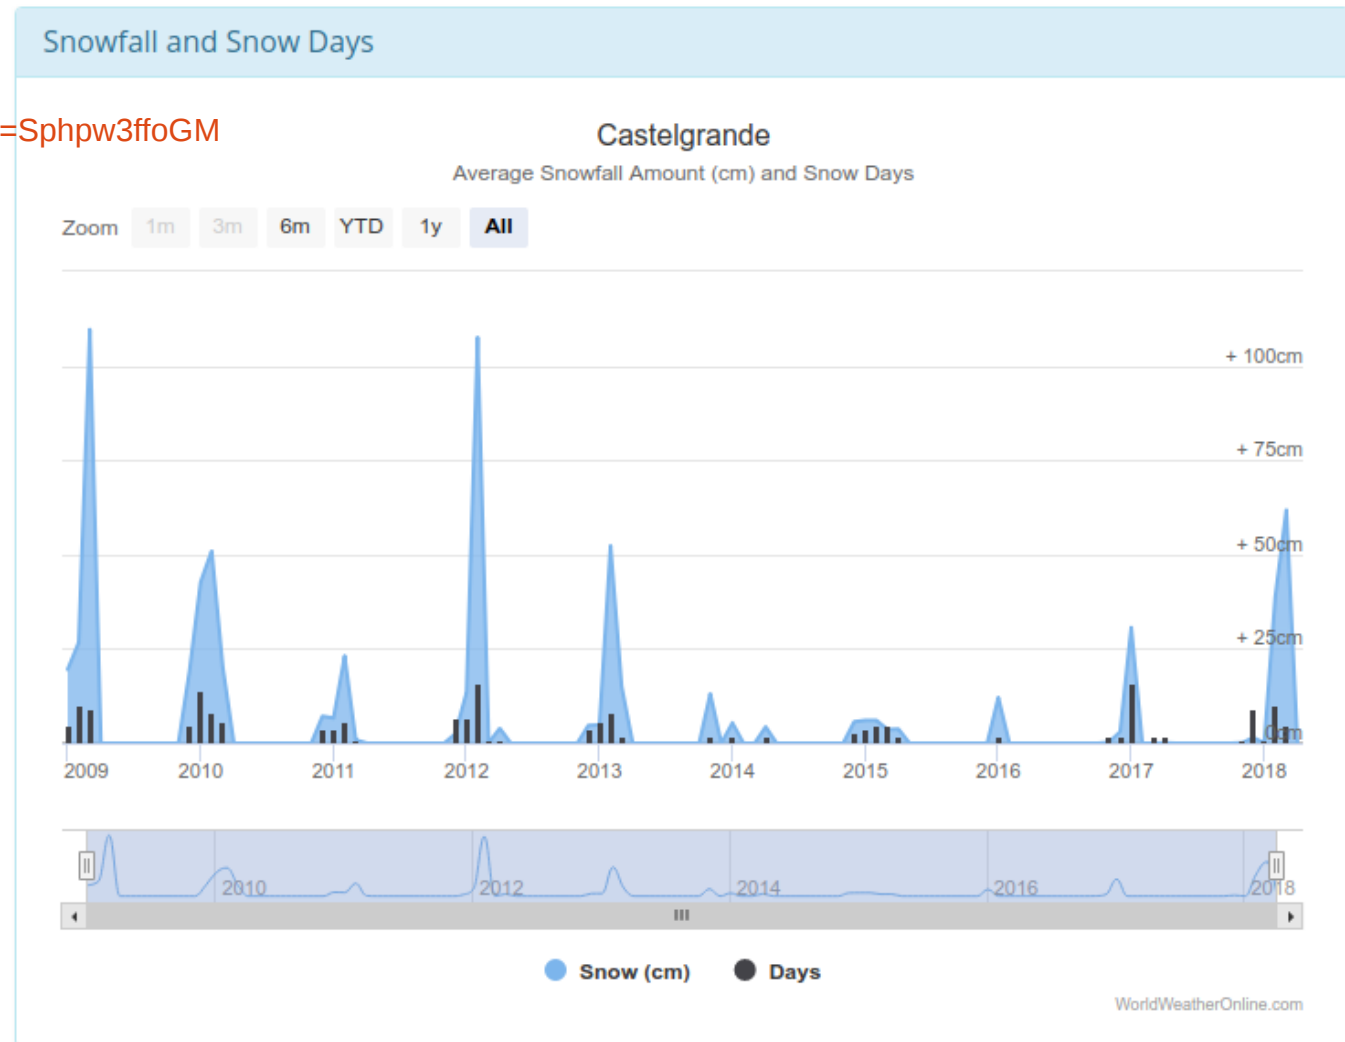 Snowfall and Snow Days
=Sphpw3ffoGM
Castelgrande
Average Snowfall Amount (cm) and Snow Days
Zoom 1m 3m 6m YTD 1y All
+ 100cm
+ 75cm
+ 50cm
+ 25cm
0cm
2009 2010 2011 2012 2013 2014 2015 2016 2017 2018
2010 2012 2014 2016 2018
Snow (cm) Days
WorldWeatherOnline.com